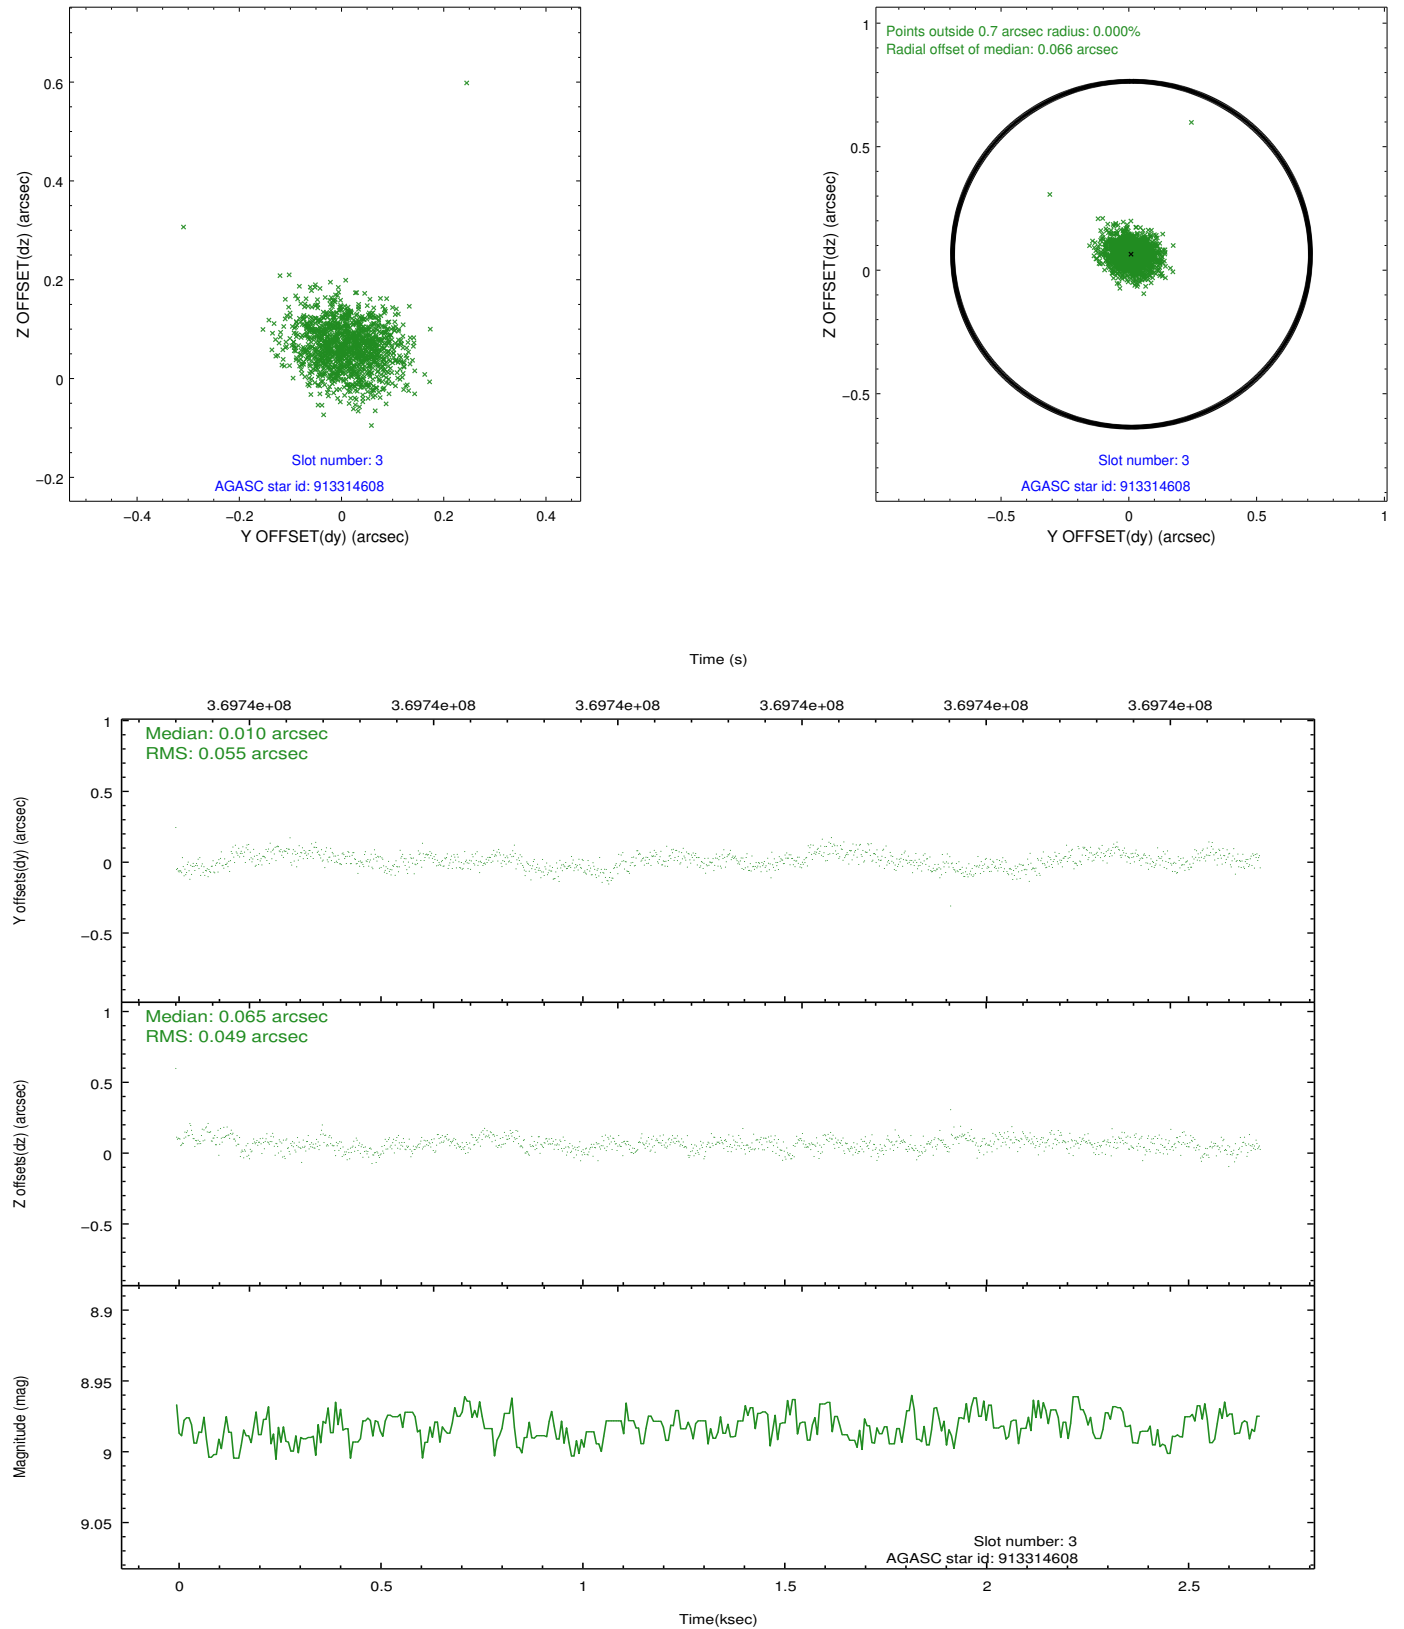 0.6
0.4
0.2
0
−0.2
Z OFFSET(dz) (arcsec)
Slot number: 3
AGASC star id: 913314608
−0.4 −0.2 0 0.2 0.4
Y OFFSET(dy) (arcsec)
Points outside 0.7 arcsec radius: 0.000%
Radial offset of median: 0.066 arcsec
1
0.5
0
−0.5
Z OFFSET(dz) (arcsec)
Slot number: 3
AGASC star id: 913314608
−0.5 0 0.5 1
Y OFFSET(dy) (arcsec)
Time (s)
3.6974e+08 3.6974e+08 3.6974e+08 3.6974e+08 3.6974e+08 3.6974e+08
Median: 0.010 arcsec
RMS: 0.055 arcsec
1
0.5
0
−0.5
Y offsets(dy) (arcsec)
Median: 0.065 arcsec
RMS: 0.049 arcsec
1
0.5
0
−0.5
Z offsets(dz) (arcsec)
8.9
8.95
9
9.05
Magnitude (mag)
Slot number: 3
AGASC star id: 913314608
0 0.5 1 1.5 2 2.5
Time(ksec)